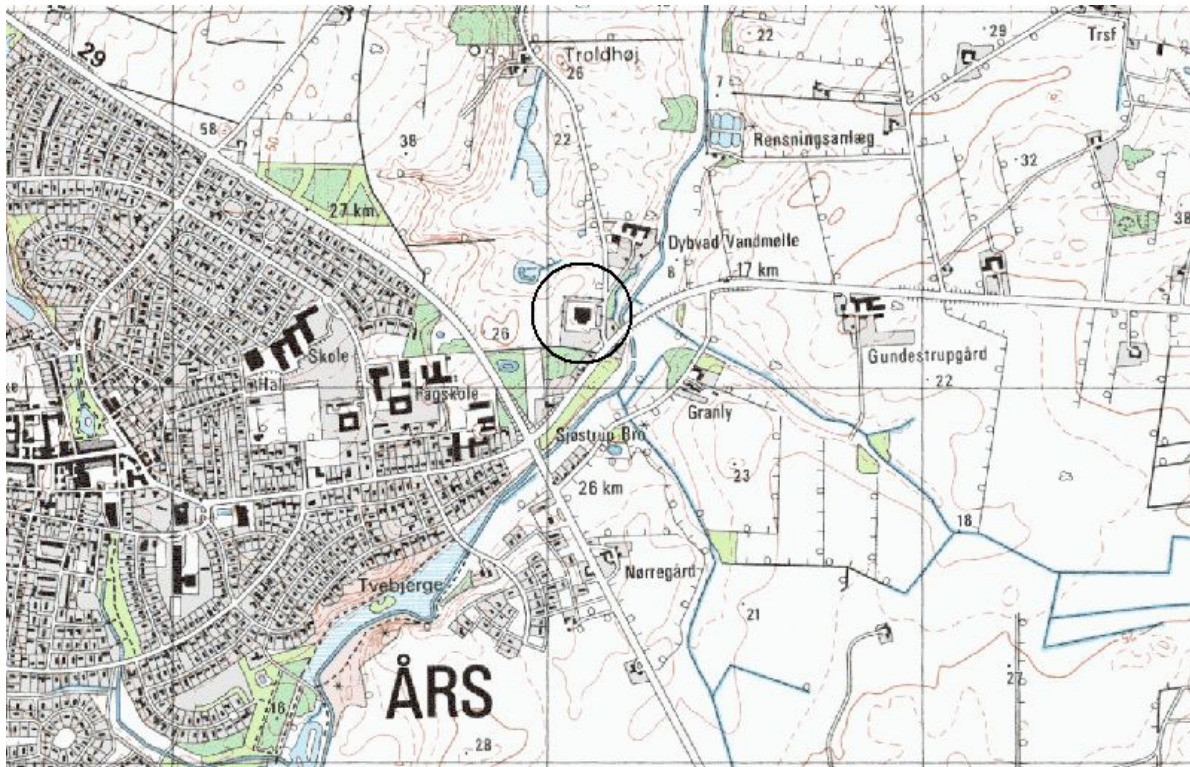 29
Troldhøj
26
22
29
Trsf
7
58
50
38
22
Rensningsanlæg
32
27 km
38
Dybvad Vandmølle
8
17 km
26
Skole
Hal
Fagskole
Gundestrupgård
22
Granly
Sjøstrup Bro
23
26 km
18
Nørregård
Tvebjerge
21
ÅRS
27
16
28